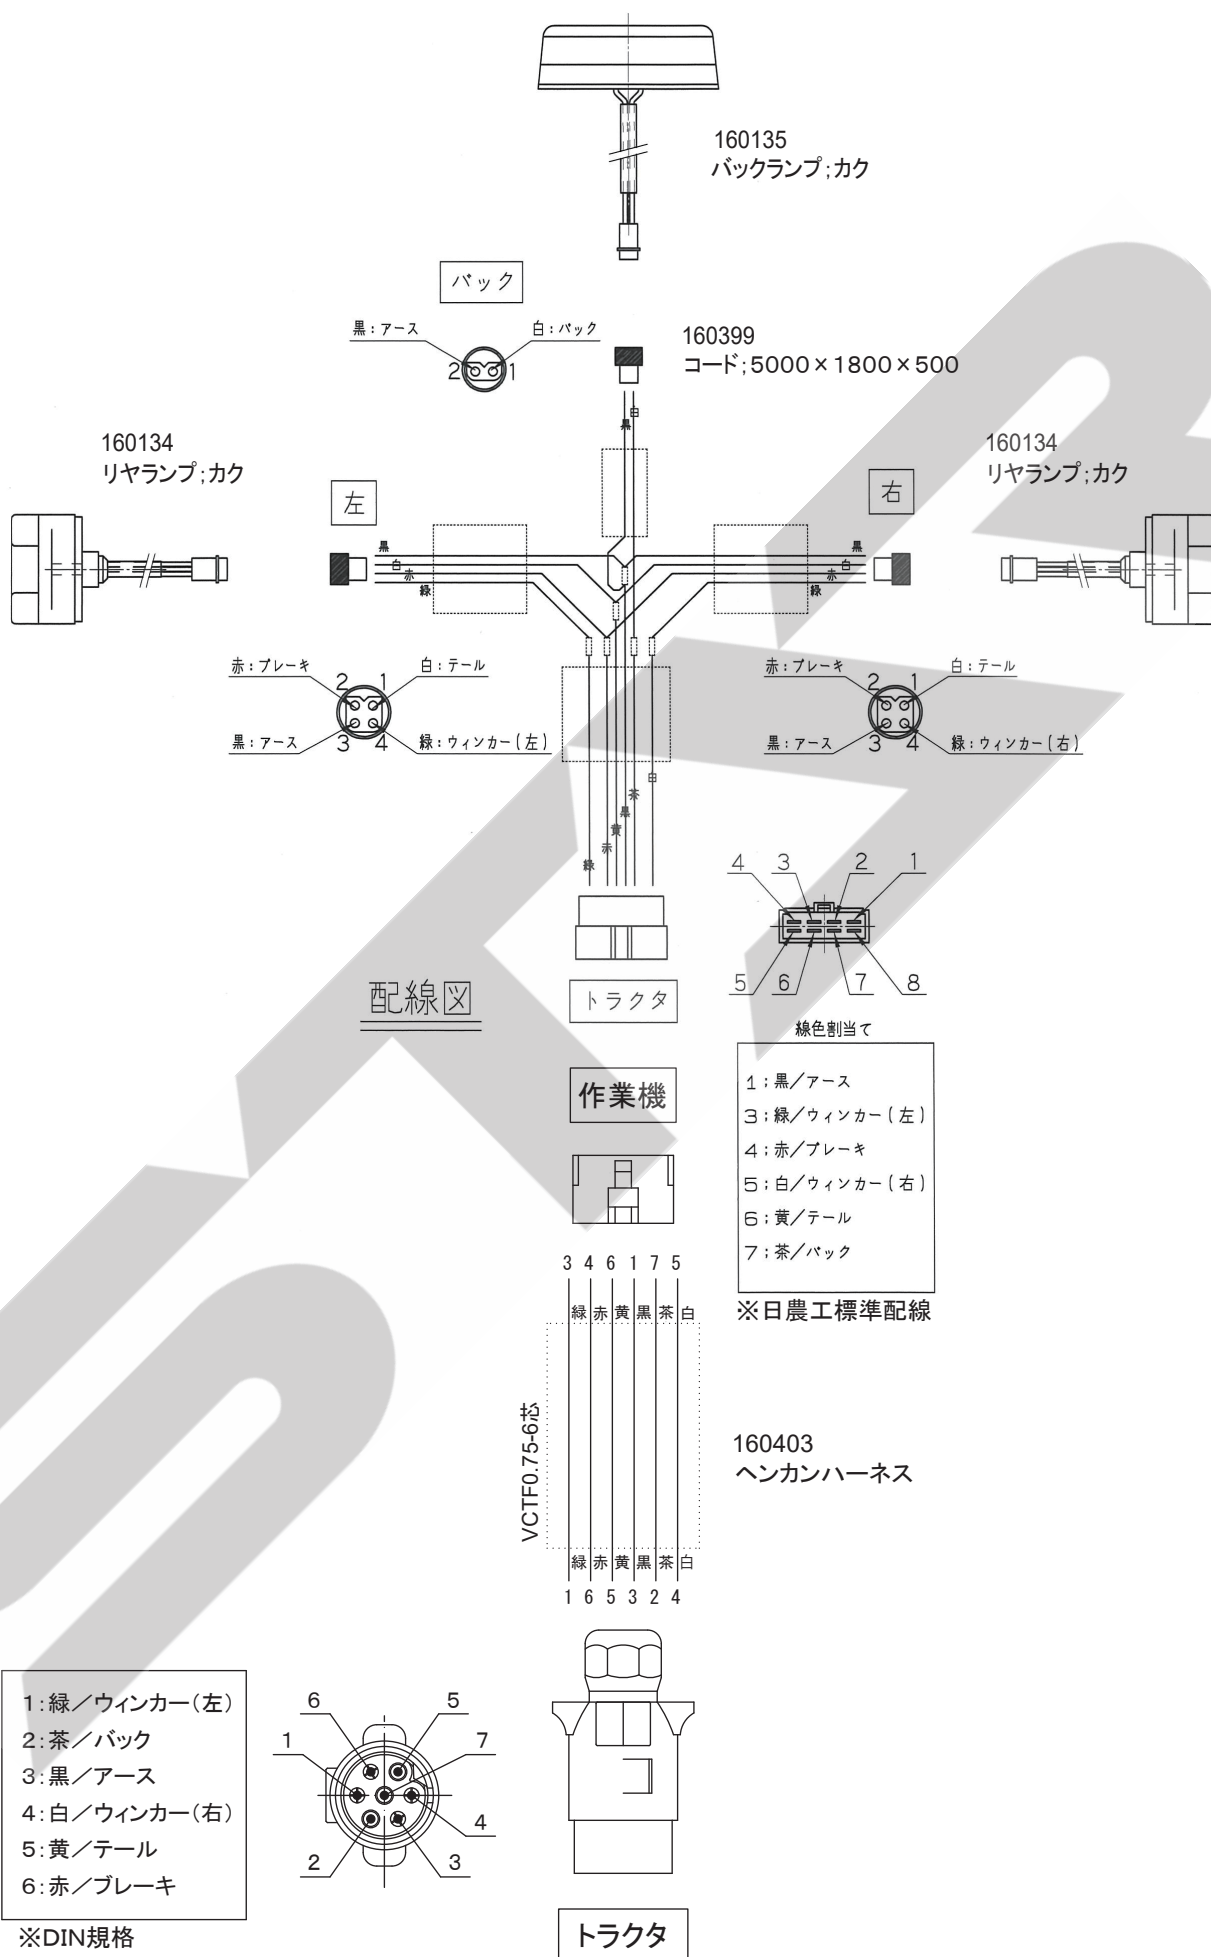 160135
バックランプ;カク
バック
黒:アース
白:バック
2
1
160399
コード;5000×1800×500
白
黒
160134
リヤランプ;カク
160134
リヤランプ;カク
左
右
黒
白
赤
緑
黒
白
赤
緑
赤:ブレーキ
白:テール
2
1
3
4
黒:アース
緑:ウィンカー(左)
赤:ブレーキ
白:テール
2
1
3
4
黒:アース
緑:ウィンカー(右)
白
茶
黒
黄
赤
緑
4
3
2
1
5
6
7
8
配線図
トラクタ
線色割当て
1;黒/アース
3;緑/ウィンカー(左)
4;赤/ブレーキ
5;白/ウィンカー(右)
6;黄/テール
7;茶/バック
※日農工標準配線
作業機
3 4 6 1 7 5
緑 赤 黄 黒 茶 白
VCTF0.75-6芯
160403
ヘンカンハーネス
緑 赤 黄 黒 茶 白
1 6 5 3 2 4
1:緑/ウィンカー(左)
2:茶/バック
3:黒/アース
4:白/ウィンカー(右)
5:黄/テール
6:赤/ブレーキ
※DIN規格
6
5
1
7
4
2
3
トラクタ
STAR